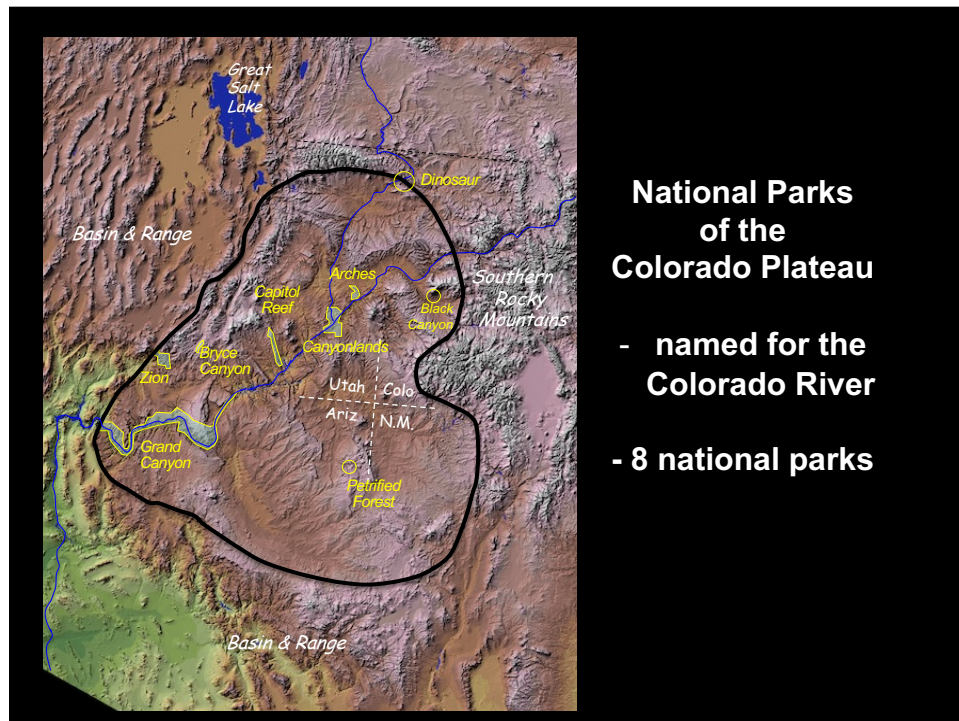 Great
Salt
Lake
Dinosaur
Basin & Range
Arches
Capitol
Reef
Southern
Rocky
Mountains
Black
Canyon
Canyonlands
Bryce
Canyon
Zion
Utah Colo.
Ariz. N.M.
Grand
Canyon
Petrified
Forest
Basin & Range
National Parks
of the
Colorado Plateau
- named for the
Colorado River
- 8 national parks